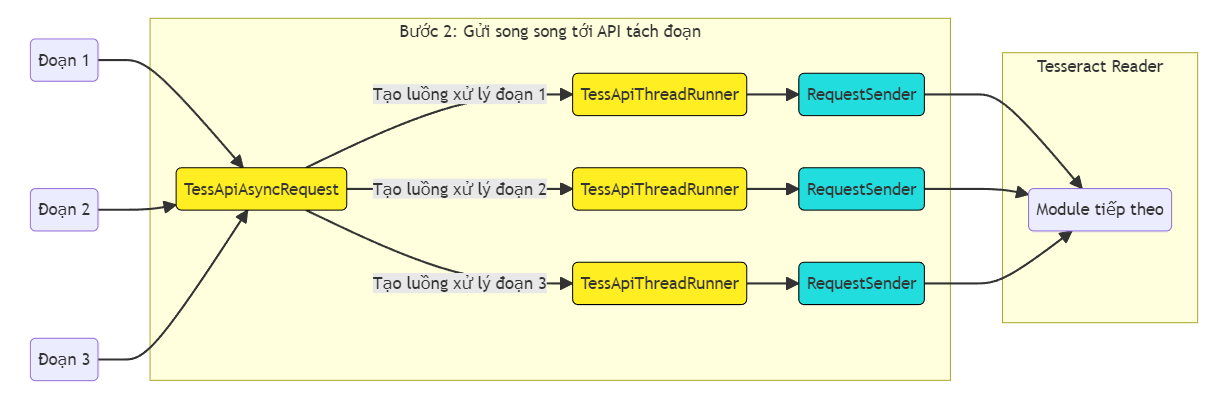 Bước 2: Gửi song song tới API tách đoạn
Đoạn 1
Đoạn 2
Đoạn 3
TessApiAsyncRequest
Tạo luồng xử lý đoạn 1
TessApiThreadRunner
RequestSender
Tạo luồng xử lý đoạn 2
TessApiThreadRunner
RequestSender
Tạo luồng xử lý đoạn 3
TessApiThreadRunner
RequestSender
Tesseract Reader
Module tiếp theo